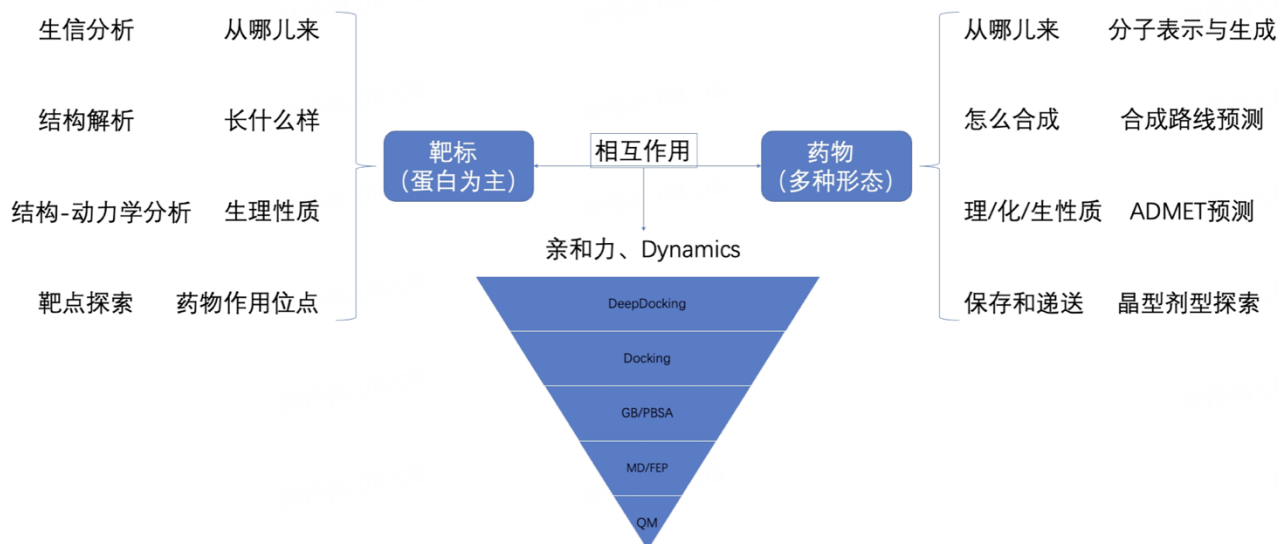 生信分析 从哪儿来
结构解析 长什么样
结构-动力学分析 生理性质
靶点探索 药物作用位点
靶标
（蛋白为主）
相互作用
药物
（多种形态）
亲和力、Dynamics
DeepDocking
Docking
GB/PBSA
MD/FEP
QM
从哪儿来 分子表示与生成
怎么合成 合成路线预测
理/化/生性质 ADMET预测
保存和递送 晶型剂型探索